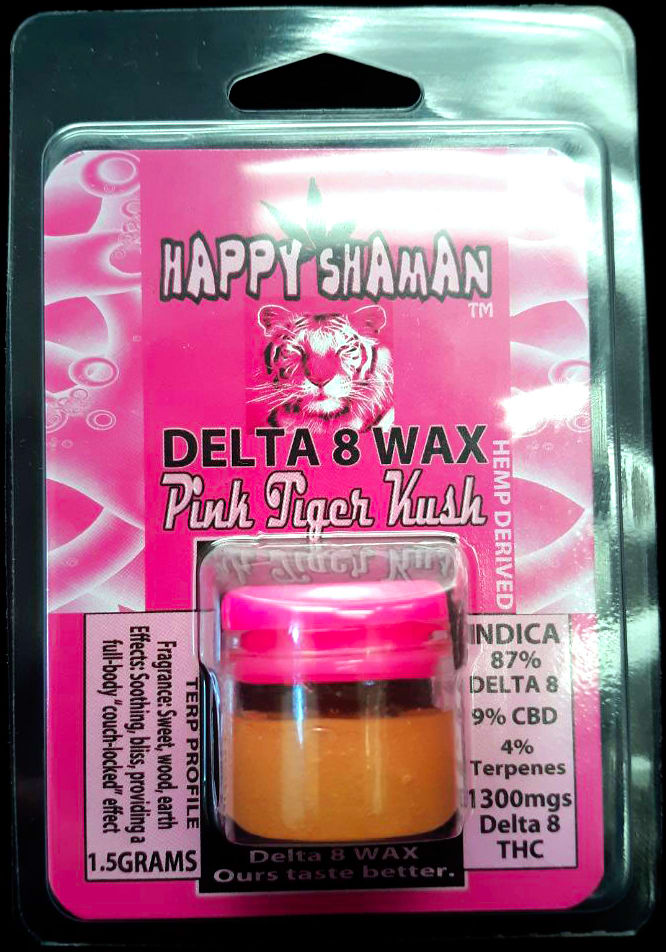 HAPPY SHAMAN
TM
DELTA 8 WAX
Pink Tiger Kush
HEMP DERIVED
TERP PROFILE
Fragrance: Sweet, wood, earth
Effects: Soothing, bliss, providing a
full-body "couch-locked" effect
1.5GRAMS
INDICA
87%
DELTA 8
9% CBD
4%
Terpenes
1300mgs
Delta 8
THC
Delta 8 WAX
Ours taste better.